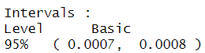 Intervals :
Level      Basic
95%   ( 0.0007,  0.0008 )